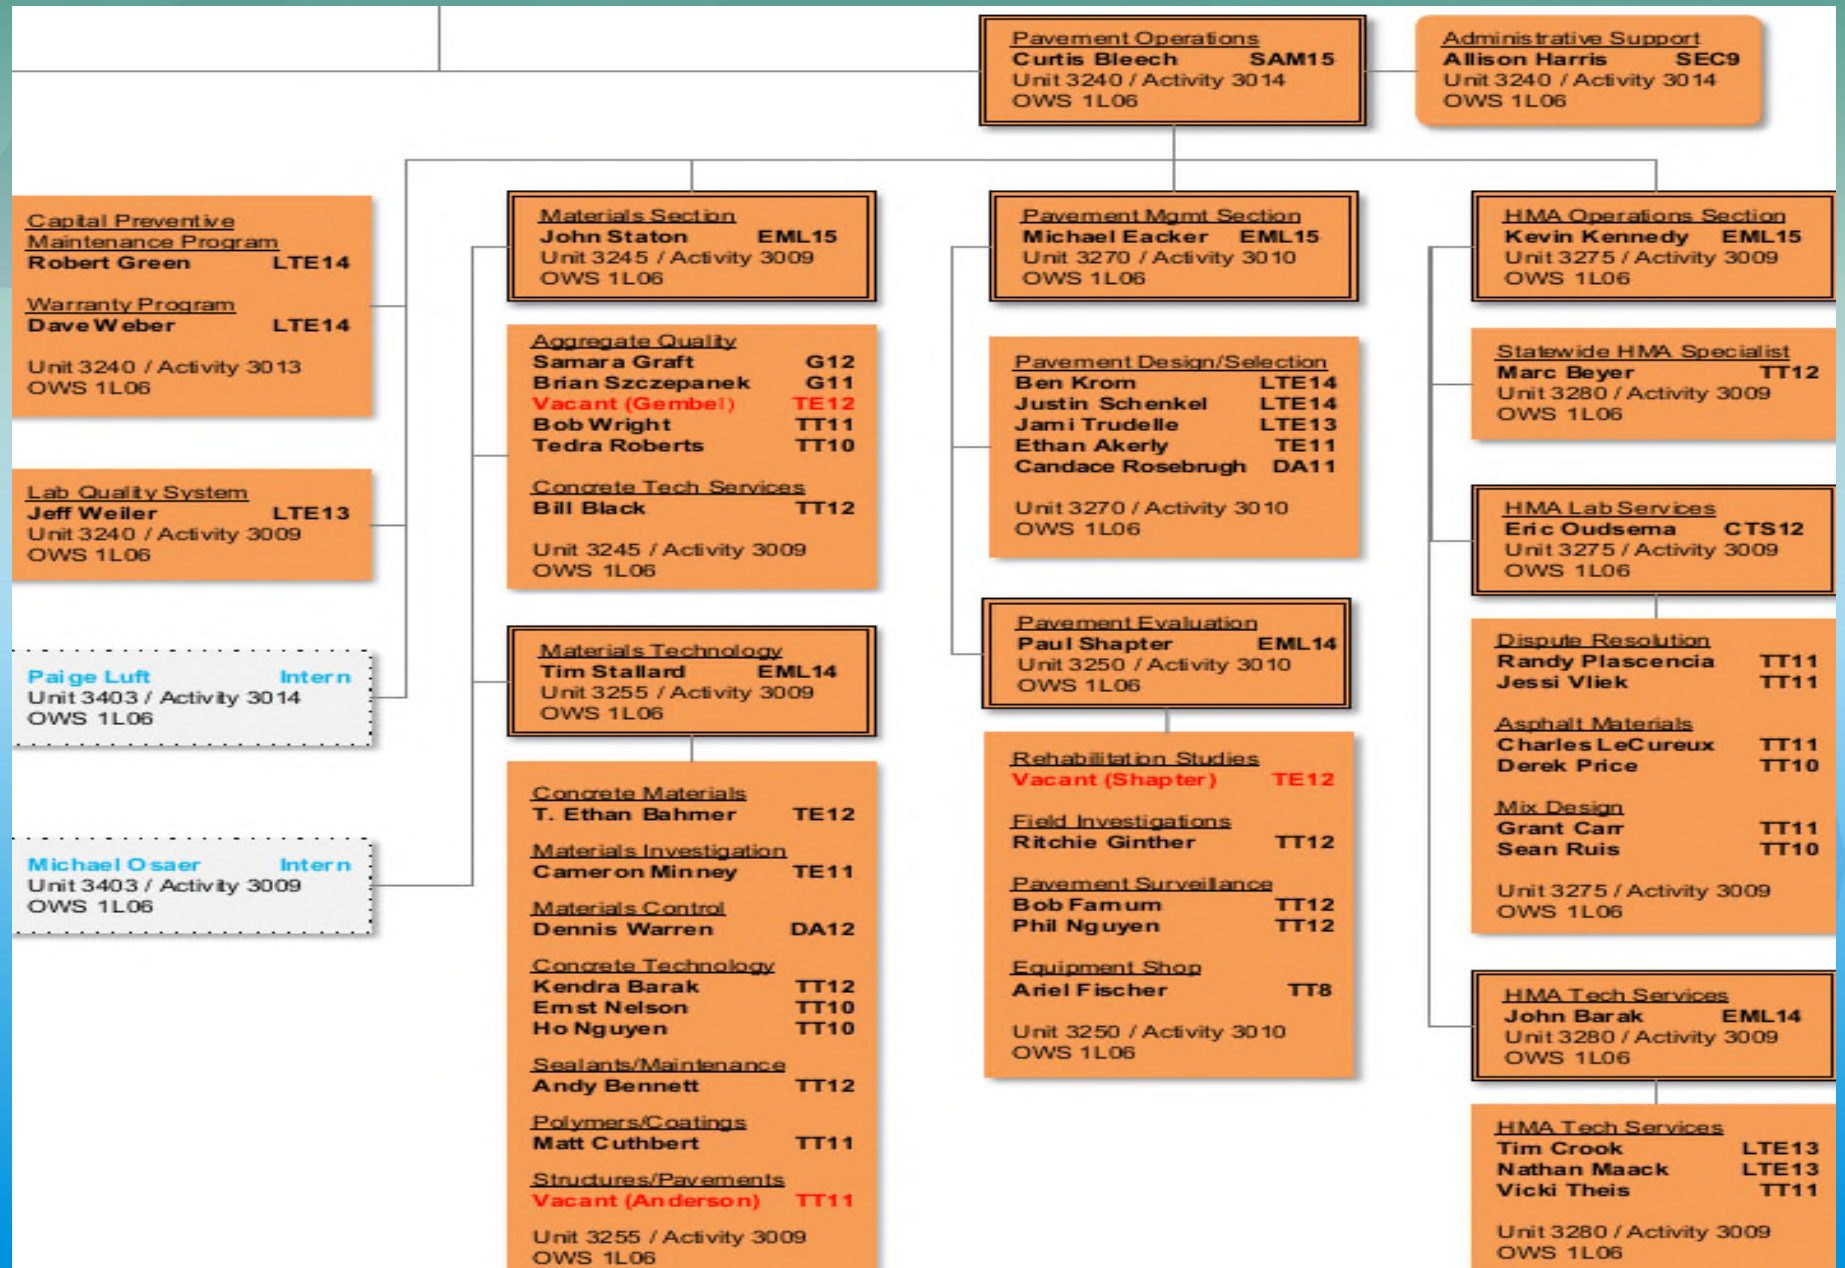 Pavement Operations
Curtis Bleech SAM15
Unit 3240 / Activity 3014
OWS 1L06
Administrative Support
Allison Harris SEC9
Unit 3240 / Activity 3014
OWS 1L06
Capital Preventive
Maintenance Program
Robert Green LTE14
Warranty Program
Dave Weber LTE14
Unit 3240 / Activity 3013
OWS 1L06
Lab Quality System
Jeff Weiler LTE13
Unit 3240 / Activity 3009
OWS 1L06
Paige Luft Intern
Unit 3403 / Activity 3014
OWS 1L06
Michael Osaer Intern
Unit 3403 / Activity 3009
OWS 1L06
Materials Section
John Staton EML15
Unit 3245 / Activity 3009
OWS 1L06
Aggregate Quality
Samara Graft G12
Brian Szczepanek G11
Vacant (Gembel) TE12
Bob Wright TT11
Tedra Roberts TT10
Concrete Tech Services
Bill Black TT12
Unit 3245 / Activity 3009
OWS 1L06
Materials Technology
Tim Stallard EML14
Unit 3255 / Activity 3009
OWS 1L06
Concrete Materials
T. Ethan Bahmer TE12
Materials Investigation
Cameron Minney TE11
Materials Control
Dennis Warren DA12
Concrete Technology
Kendra Barak TT12
Ernst Nelson TT10
Ho Nguyen TT10
Sealants/Maintenance
Andy Bennett TT12
Polymers/Coatings
Matt Cuthbert TT11
Structures/Pavements
Vacant (Anderson) TT11
Unit 3255 / Activity 3009
OWS 1L06
Pavement Mgmt Section
Michael Eacker EML15
Unit 3270 / Activity 3010
OWS 1L06
Pavement Design/Selection
Ben Krom LTE14
Justin Schenkel LTE14
Jami Trudelle LTE13
Ethan Akerly TE11
Candace Rosebrugh DA11
Unit 3270 / Activity 3010
OWS 1L06
Pavement Evaluation
Paul Shapter EML14
Unit 3250 / Activity 3010
OWS 1L06
Rehabilitation Studies
Vacant (Shapter) TE12
Field Investigations
Ritchie Ginther TT12
Pavement Surveillance
Bob Farnum TT12
Phil Nguyen TT12
Equipment Shop
Ariel Fischer TT8
Unit 3250 / Activity 3010
OWS 1L06
HMA Operations Section
Kevin Kennedy EML15
Unit 3275 / Activity 3009
OWS 1L06
Statewide HMA Specialist
Marc Beyer TT12
Unit 3280 / Activity 3009
OWS 1L06
HMA Lab Services
Eric Oudsema CTS12
Unit 3275 / Activity 3009
OWS 1L06
Dispute Resolution
Randy Plascencia TT11
Jessi Vliek TT11
Asphalt Materials
Charles LeCureux TT11
Derek Price TT10
Mix Design
Grant Carr TT11
Sean Ruis TT10
Unit 3275 / Activity 3009
OWS 1L06
HMA Tech Services
John Barak EML14
Unit 3280 / Activity 3009
OWS 1L06
HMA Tech Services
Tim Crook LTE13
Nathan Maack LTE13
Vicki Theis TT11
Unit 3280 / Activity 3009
OWS 1L06